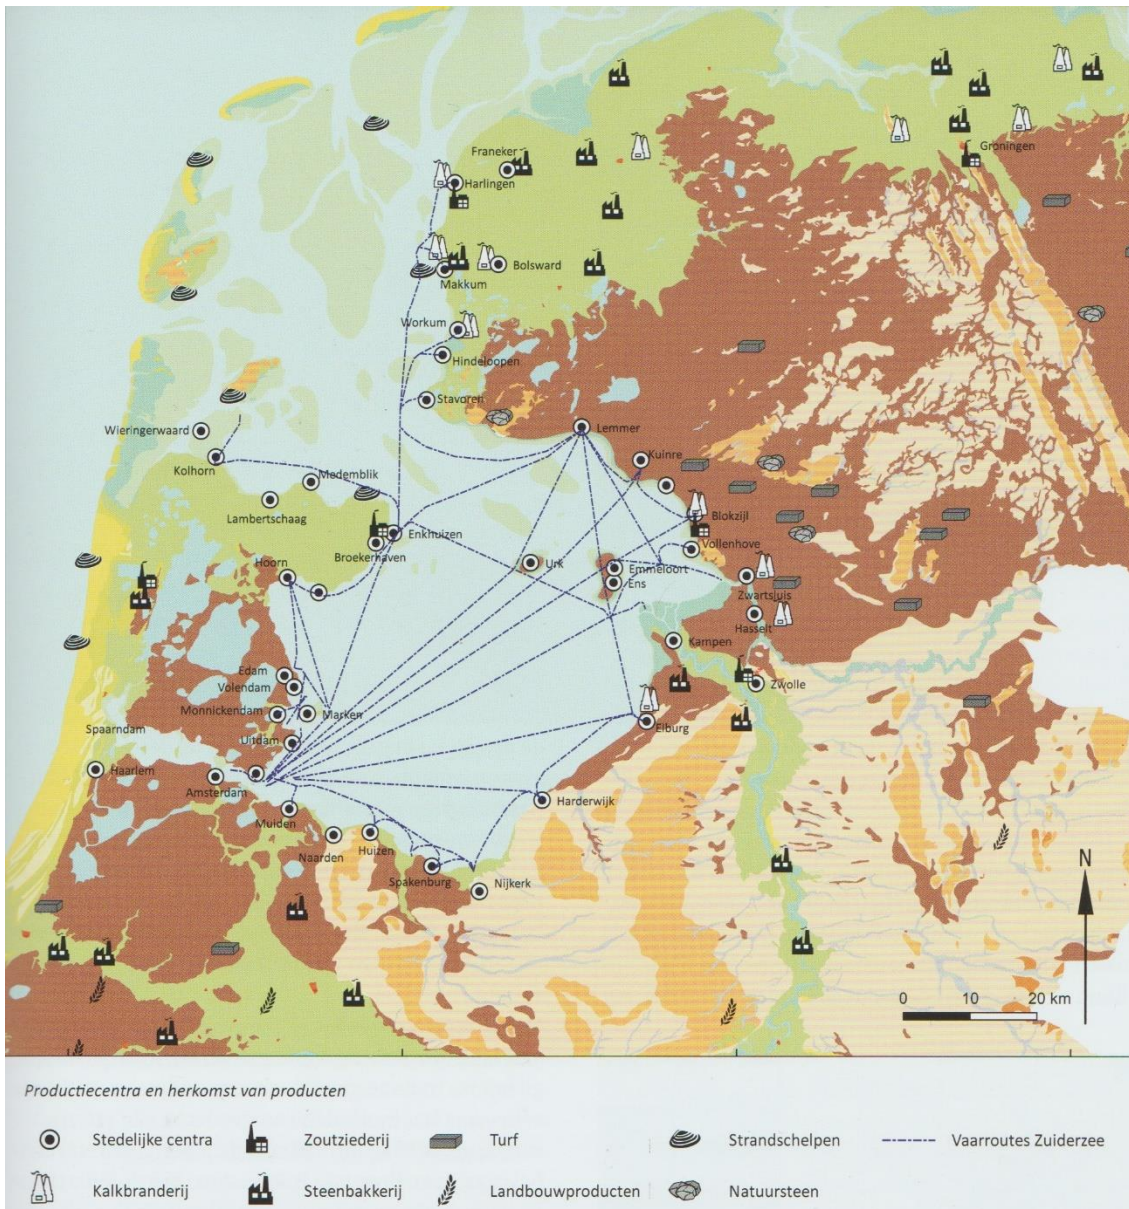 Franeker
Groningen
Harlingen
Bolsward
Makkum
Workum
Hindeloopen
Stavoren
Wieringerwaard
Lemmer
Kolhorn
Kuinre
Medemblik
Lambertschaag
Blokzijl
Enkhuizen
Broekerhaven
Vollenhove
Hoorn
Urk
Emmeloort
Ens
Zwartsluis
Hasselt
Kampen
Edam
Volendam
Zwolle
Monnickendam
Marken
Spaarndam
Elburg
Uitdam
Haarlem
Amsterdam
Harderwijk
Muiden
Naarden
Huizen
Spakenburg
Nijkerk
N
0 10 20 km
Productiecentra en herkomst van producten
Stedelijke centra Zoutziederij Turf Strandschelpen Vaarroutes Zuiderzee
Kalkbranderij Steenbakkerij Landbouwproducten Natuursteen